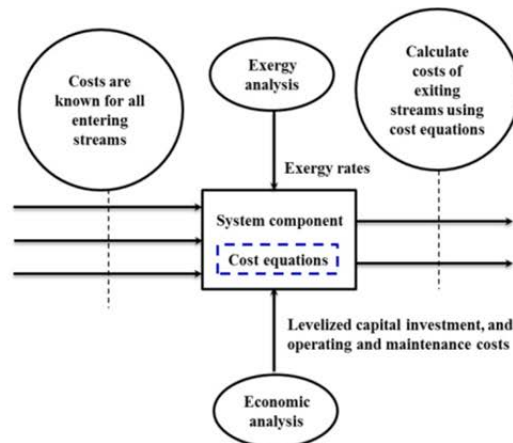 Costs are
known for all
entering
streams
Exergy
analysis
Calculate
costs of
exiting
streams using
cost equations
Exergy rates
System component
Cost equations
Levelized capital investment, and
operating and maintenance costs
Economic
analysis